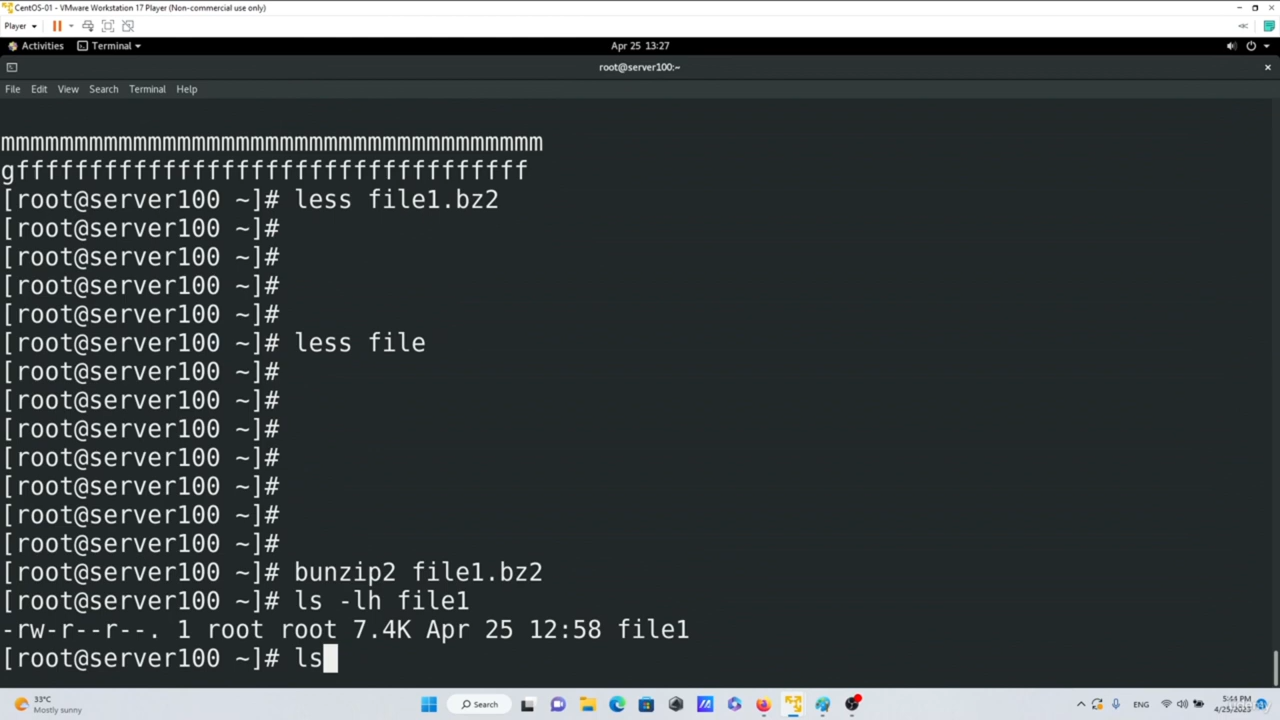 CentOS-01 - VMware Workstation 17 Player (Non-commercial use only)
Player
Activities Terminal Apr 25 13:27
root@server100:~
File Edit View Search Terminal Help
mmmmmmmmmmmmmmmmmmmmmmmmmmmmmmmmmmmmm
gfffffffffffffffffffffffffffffffffff
[root@server100 ~]# less file1.bz2
[root@server100 ~]#
[root@server100 ~]#
[root@server100 ~]#
[root@server100 ~]#
[root@server100 ~]# less file
[root@server100 ~]#
[root@server100 ~]#
[root@server100 ~]#
[root@server100 ~]#
[root@server100 ~]#
[root@server100 ~]#
[root@server100 ~]#
[root@server100 ~]# bunzip2 file1.bz2
[root@server100 ~]# ls -lh file1
-rw-r--r--. 1 root root 7.4K Apr 25 12:58 file1
[root@server100 ~]# ls
33°C
Mostly sunny
Search
ENG
5:44 PM
4/25/2023